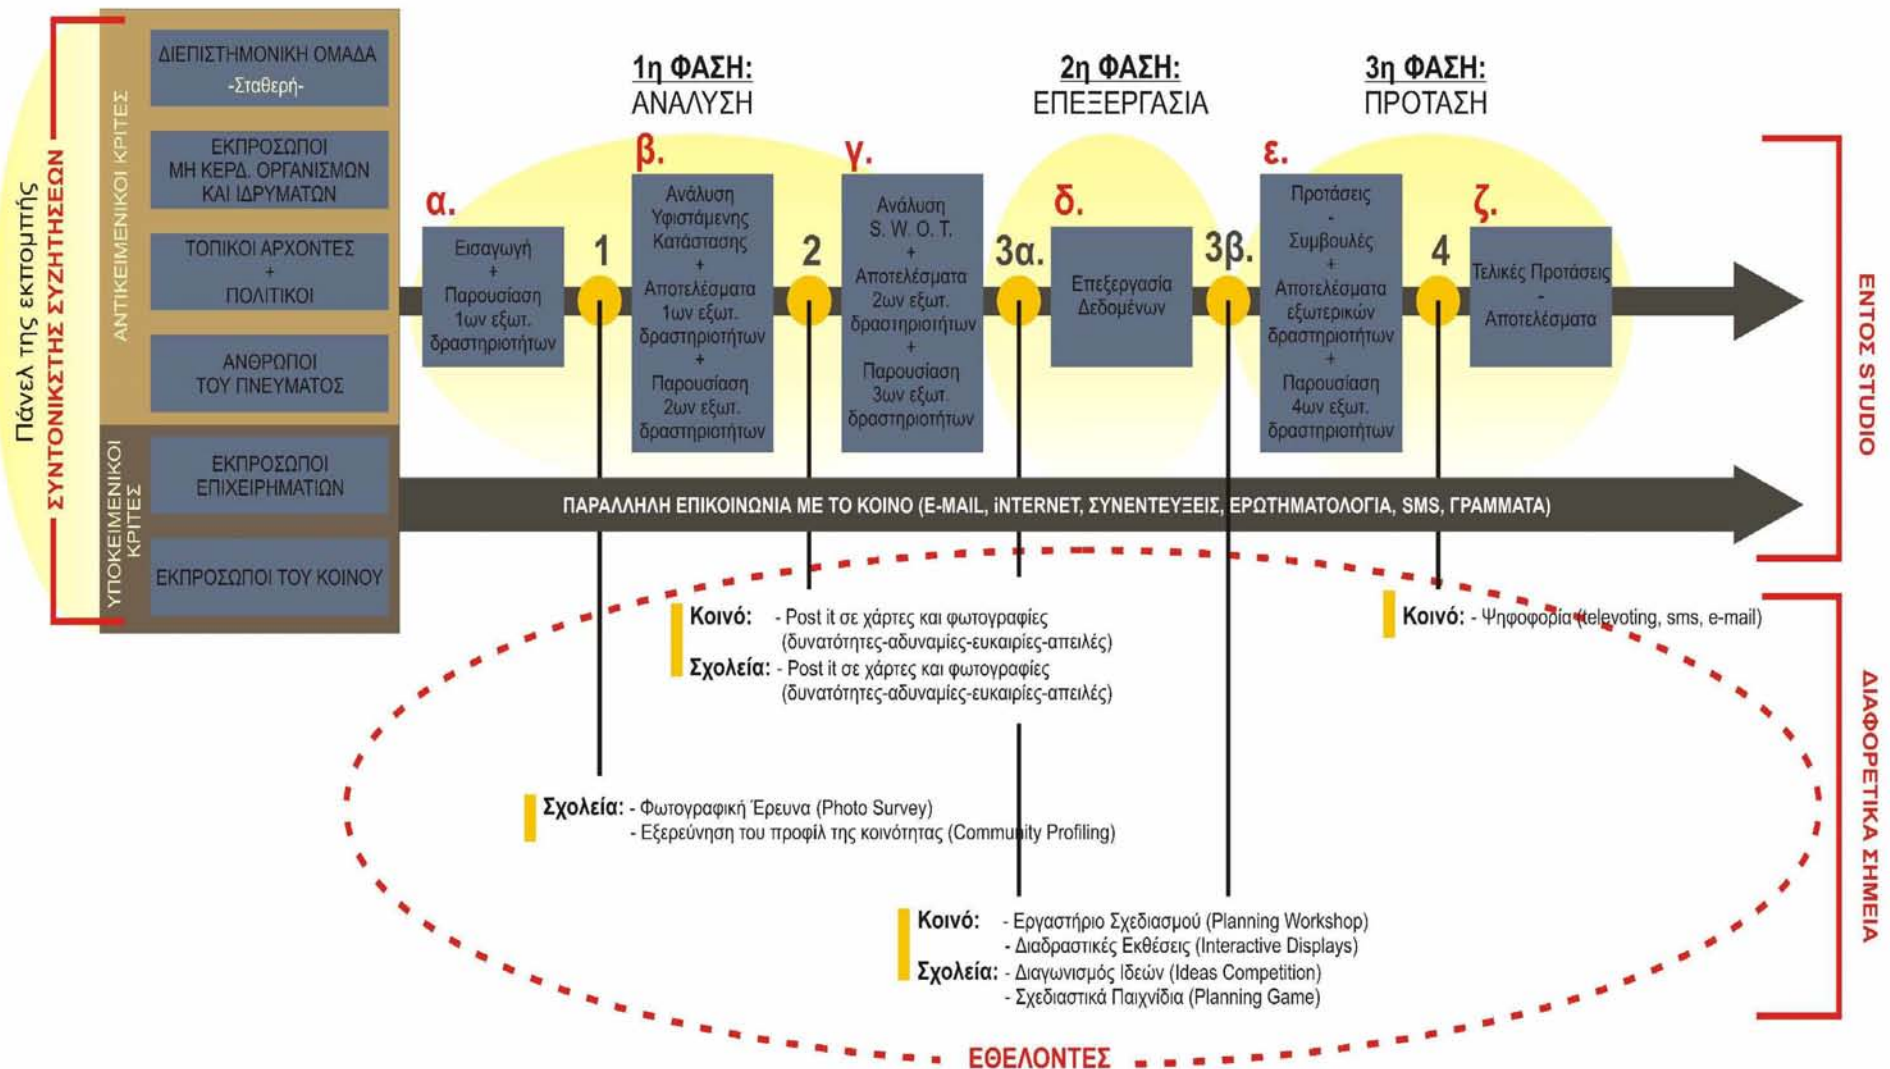 Πάνελ της εκπομπής
ΣΥΝΤΟΝΙΚΣΤΗΣ ΣΥΖΗΤΗΣΕΩΝ
ΑΝΤΙΚΕΙΜΕΝΙΚΟΙ ΚΡΙΤΕΣ
ΔΙΕΠΙΣΤΗΜΟΝΙΚΗ ΟΜΑΔΑ
-Σταθερή-
ΕΚΠΡΟΣΩΠΟΙ
ΜΗ ΚΕΡΔ. ΟΡΓΑΝΙΣΜΩΝ
ΚΑΙ ΙΔΡΥΜΑΤΩΝ
ΤΟΠΙΚΟΙ ΑΡΧΟΝΤΕΣ
+
ΠΟΛΙΤΙΚΟΙ
ΑΝΘΡΩΠΟΙ
ΤΟΥ ΠΝΕΥΜΑΤΟΣ
ΥΠΟΚΕΙΜΕΝΙΚΟΙ
ΚΡΙΤΕΣ
ΕΚΠΡΟΣΩΠΟΙ
ΕΠΙΧΕΙΡΗΜΑΤΙΩΝ
ΕΚΠΡΟΣΩΠΟΙ ΤΟΥ ΚΟΙΝΟΥ
1η ΦΑΣΗ:
ΑΝΑΛΥΣΗ
2η ΦΑΣΗ:
ΕΠΕΞΕΡΓΑΣΙΑ
3η ΦΑΣΗ:
ΠΡΟΤΑΣΗ
α.
Εισαγωγή
+
Παρουσίαση
1ων εξωτ.
δραστηριοτήτων
1
β.
Ανάλυση
Υφιστάμενης
Κατάστασης
+
Αποτελέσματα
1ων εξωτ.
δραστηριοτήτων
+
Παρουσίαση
2ων εξωτ.
δραστηριοτήτων
2
γ.
Ανάλυση
S. W. O. T.
+
Αποτελέσματα
2ων εξωτ.
δραστηριοτήτων
+
Παρουσίαση
3ων εξωτ.
δραστηριοτήτων
3α.
δ.
Επεξεργασία
Δεδομένων
3β.
ε.
Προτάσεις
-
Συμβουλές
+
Αποτελέσματα
εξωτερικών
δραστηριοτήτων
+
Παρουσίαση
4ων εξωτ.
δραστηριοτήτων
4
ζ.
Τελικές Προτάσεις
-
Αποτελέσματα
ΕΝΤΟΣ STUDIO
ΠΑΡΑΛΛΗΛΗ ΕΠΙΚΟΙΝΩΝΙΑ ΜΕ ΤΟ ΚΟΙΝΟ (E-MAIL, iNTERNET, ΣΥΝΕΝΤΕΥΞΕΙΣ, ΕΡΩΤΗΜΑΤΟΛΟΓΙΑ, SMS, ΓΡΑΜΜΑΤΑ)
Κοινό: - Post it σε χάρτες και φωτογραφίες
(δυνατότητες-αδυναμίες-ευκαιρίες-απειλές)
Σχολεία: - Post it σε χάρτες και φωτογραφίες
(δυνατότητες-αδυναμίες-ευκαιρίες-απειλές)
Κοινό: - Ψηφοφορία (televoting, sms, e-mail)
Σχολεία: - Φωτογραφική Έρευνα (Photo Survey)
- Εξερεύνηση του προφίλ της κοινότητας (Community Profiling)
Κοινό: - Εργαστήριο Σχεδιασμού (Planning Workshop)
- Διαδραστικές Εκθέσεις (Interactive Displays)
Σχολεία: - Διαγωνισμός Ιδεών (Ideas Competition)
- Σχεδιαστικά Παιχνίδια (Planning Game)
ΔΙΑΦΟΡΕΤΙΚΑ ΣΗΜΕΙΑ
ΕΘΕΛΟΝΤΕΣ